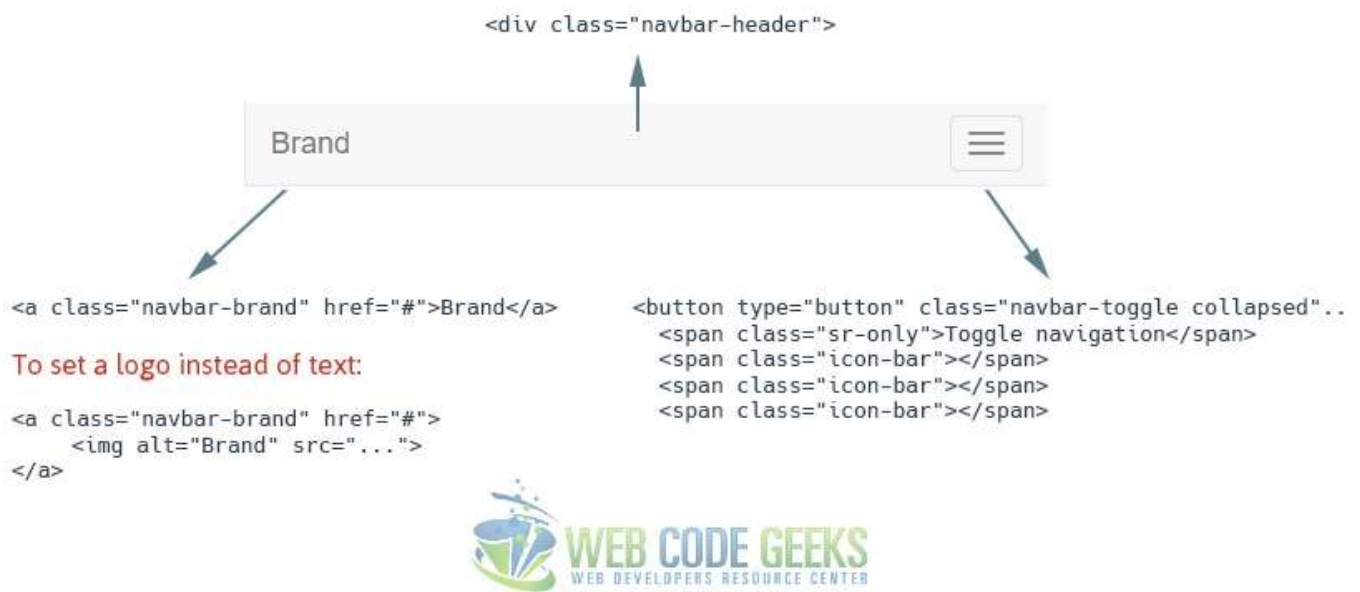 <div class="navbar-header">
Brand
<a class="navbar-brand" href="#">Brand</a>
To set a logo instead of text:
<a class="navbar-brand" href="#">
<img alt="Brand" src="...">
</a>
<button type="button" class="navbar-toggle collapsed"..
<span class="sr-only">Toggle navigation</span>
<span class="icon-bar"></span>
<span class="icon-bar"></span>
<span class="icon-bar"></span>
WEB CODE GEEKS
WEB DEVELOPERS RESOURCE CENTER